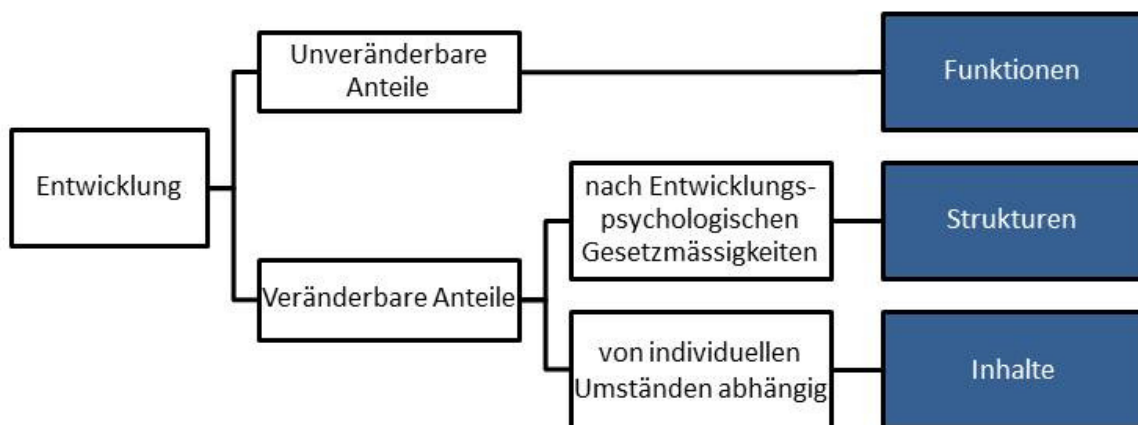 Unveränderbare
Anteile
Funktionen
Entwicklung
nach Entwicklungs-
psychologischen
Gesetzmässigkeiten
Strukturen
Veränderbare Anteile
von individuellen
Umständen abhängig
Inhalte